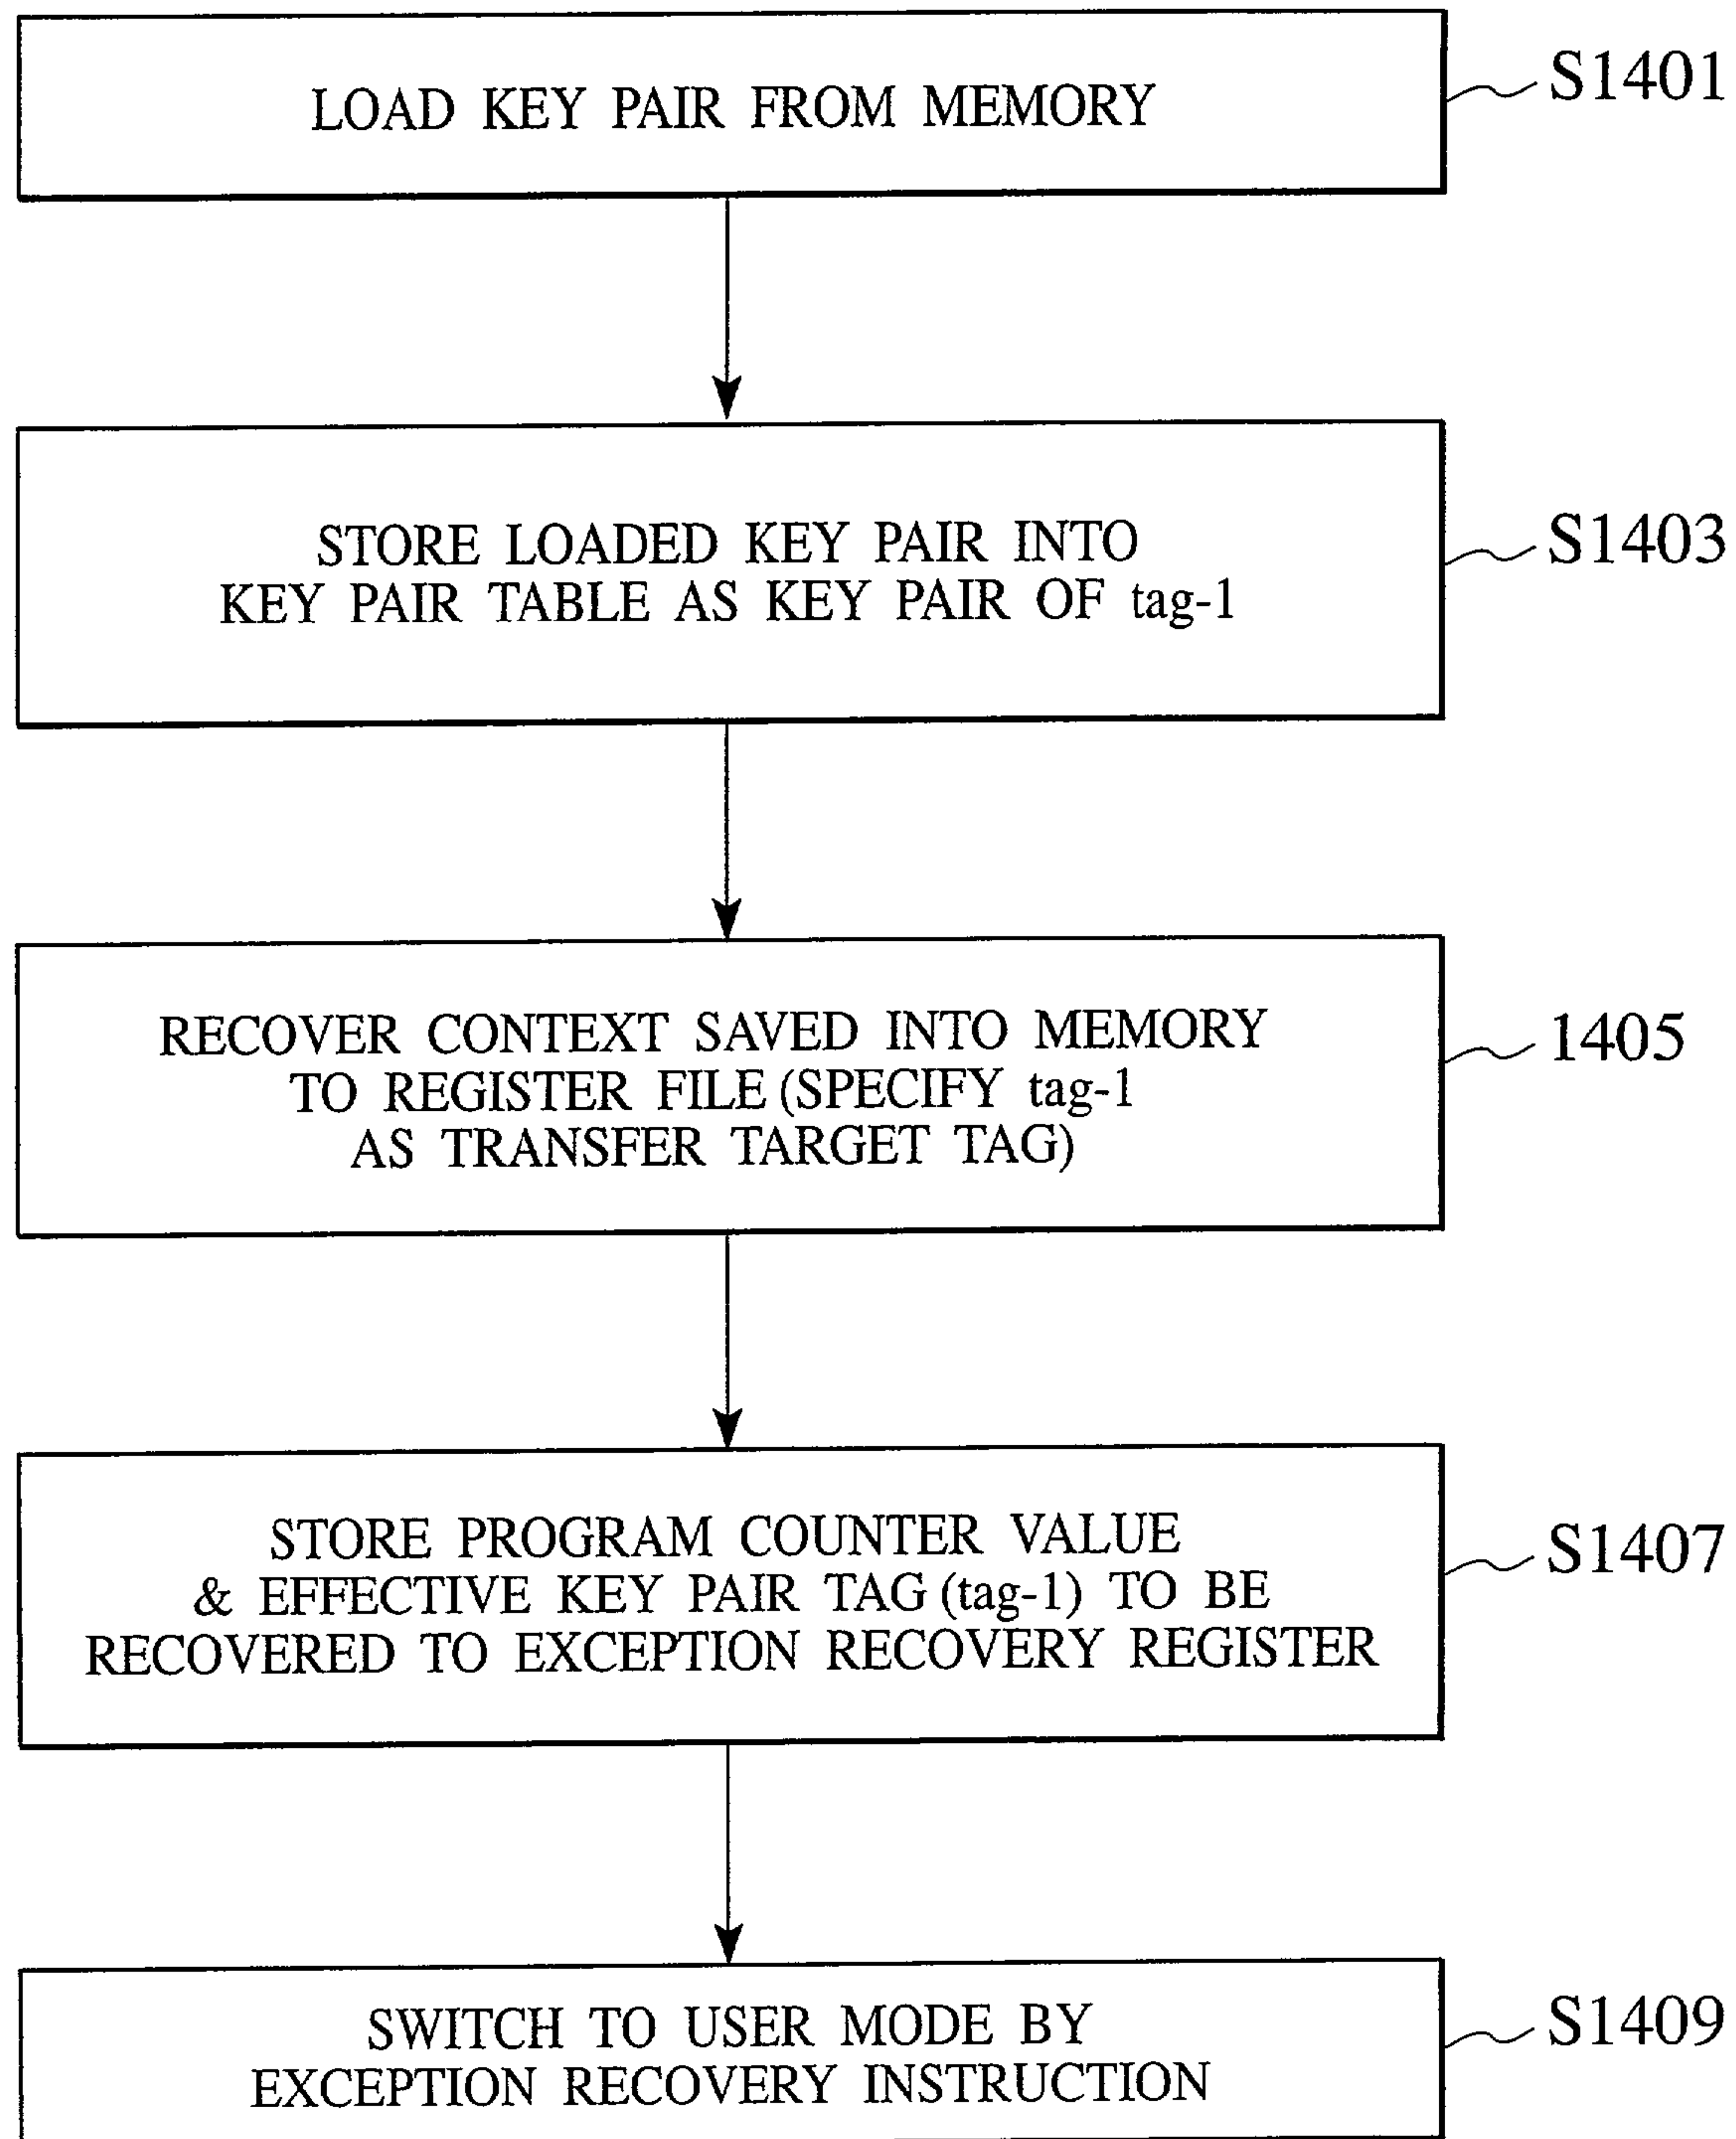 LOAD KEY PAIR FROM MEMORY
S1401
STORE LOADED KEY PAIR INTO
KEY PAIR TABLE AS KEY PAIR OF tag-1
S1403
RECOVER CONTEXT SAVED INTO MEMORY
TO REGISTER FILE (SPECIFY tag-1
AS TRANSFER TARGET TAG)
1405
STORE PROGRAM COUNTER VALUE
& EFFECTIVE KEY PAIR TAG (tag-1) TO BE
RECOVERED TO EXCEPTION RECOVERY REGISTER
S1407
SWITCH TO USER MODE BY
EXCEPTION RECOVERY INSTRUCTION
S1409